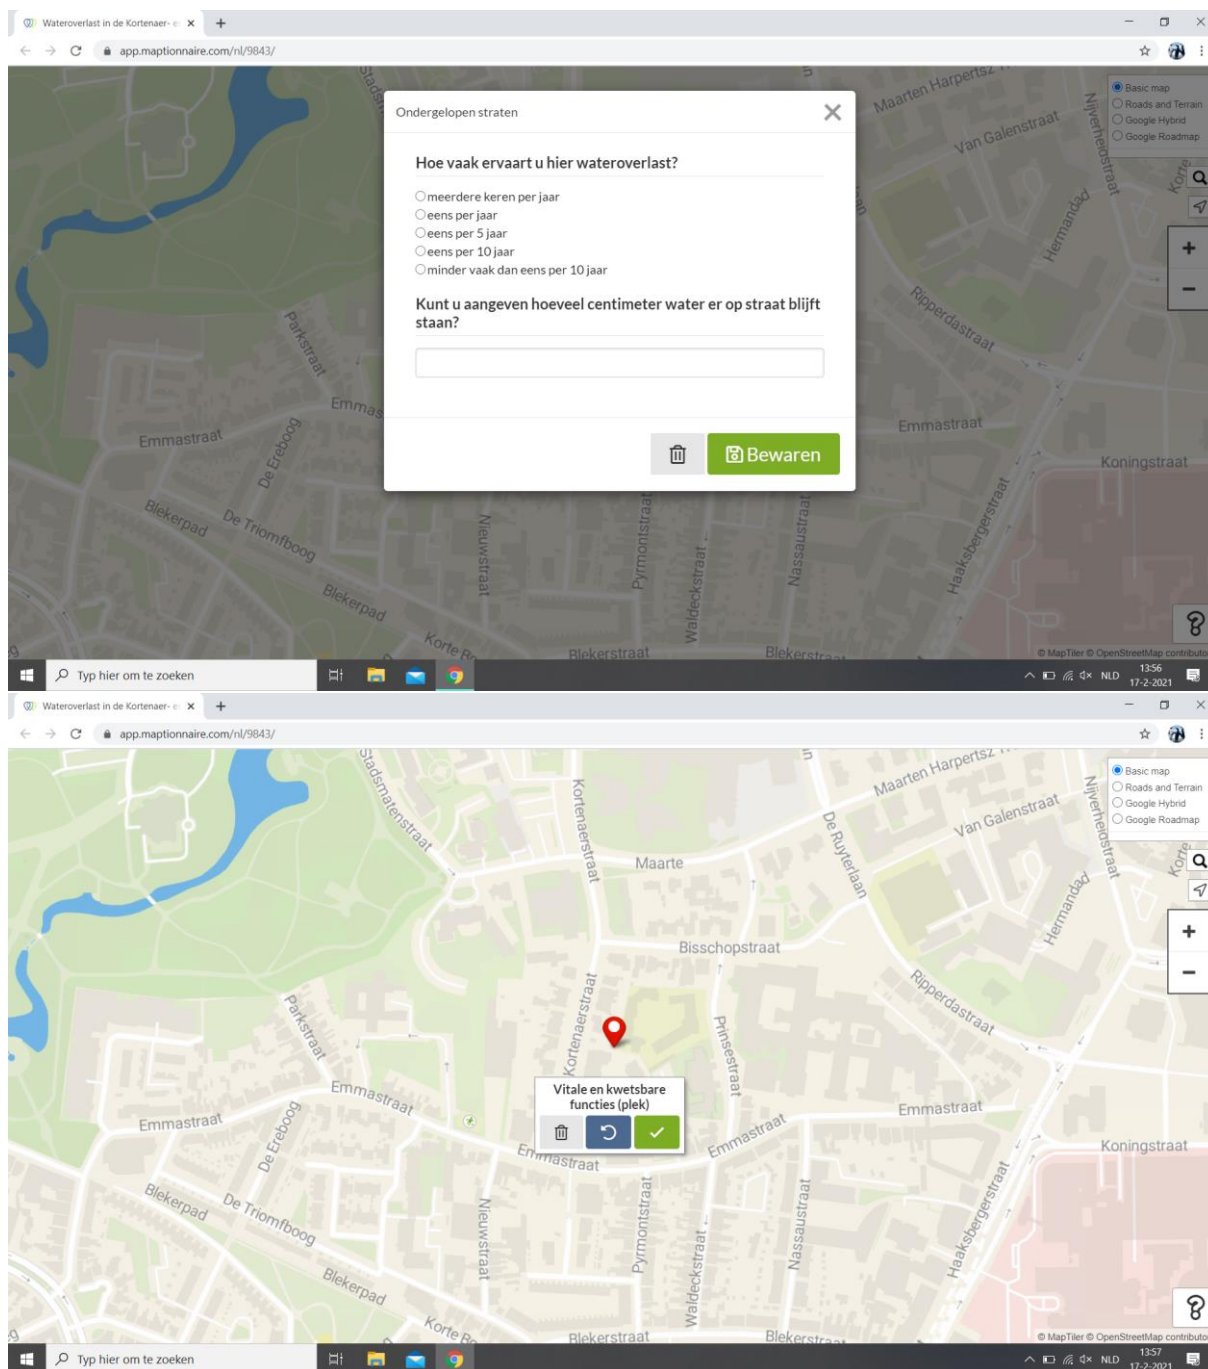 Wateroverlast in de Kortenaer- e
app.maptionnaire.com/nl/9843/
Maarten Harpertsz
Van Galenstraat
Nijverheidstraat
Basic map
Roads and Terrain
Google Hybrid
Google Roadmap
Korte
Hermandad
Ondergelopen straten
Hoe vaak ervaart u hier wateroverlast?
meerdere keren per jaar
eens per jaar
eens per 5 jaar
eens per 10 jaar
minder vaak dan eens per 10 jaar
Kunt u aangeven hoeveel centimeter water er op straat blijft
staan?
Bewaren
Ripperdastraat
Parkstraat
Emmas
Emmastraat
De Ereboog
Emmastraat
Koningstraat
Blekerpad
De Triomfboog
Nieuwstraat
Pyrmontstraat
Waldeckstraat
Nassaustraat
Haaksbergerstraat
Blekerpad
Korte
Blekerstraat
Blekerstraat
© MapTiler © OpenStreetMap contributo
Typ hier om te zoeken
NLD
13:56
17-2-2021
Wateroverlast in de Kortenaer- e
app.maptionnaire.com/nl/9843/
Stadsmatenstraat
Kortenaerstraat
Maarten Harpertsz
Van Galenstraat
Nijverheidstraat
Basic map
Roads and Terrain
Google Hybrid
Google Roadmap
Korte
Maarte
De Ruyterlaan
Hermandad
Bisschopstraat
Ripperdastraat
Parkstraat
Kortenaerstraat
Prinsestraat
Vitale en kwetsbare
functies (plek)
Emmastraat
Emmastraat
De Ereboog
Emmastraat
Emmastraat
Emmastraat
Koningstraat
Blekerpad
De Triomfboog
Nieuwstraat
Pyrmontstraat
Waldeckstraat
Nassaustraat
Haaksbergerstraat
Blekerpad
Korte
Blekerstraat
Blekerstraat
© MapTiler © OpenStreetMap contributo
Typ hier om te zoeken
NLD
13:57
17-2-2021